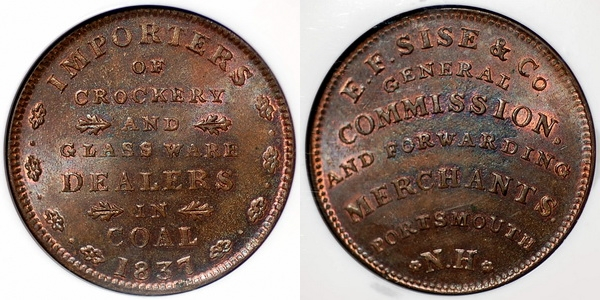 IMPORTERS
OF
CROCKERY
AND
GLASS WARE
DEALERS
IN
COAL
1837
E. F. SISE & Co
GENERAL
COMMISSION,
AND FORWARDING
MERCHANTS,
PORTSMOUTH
N.H